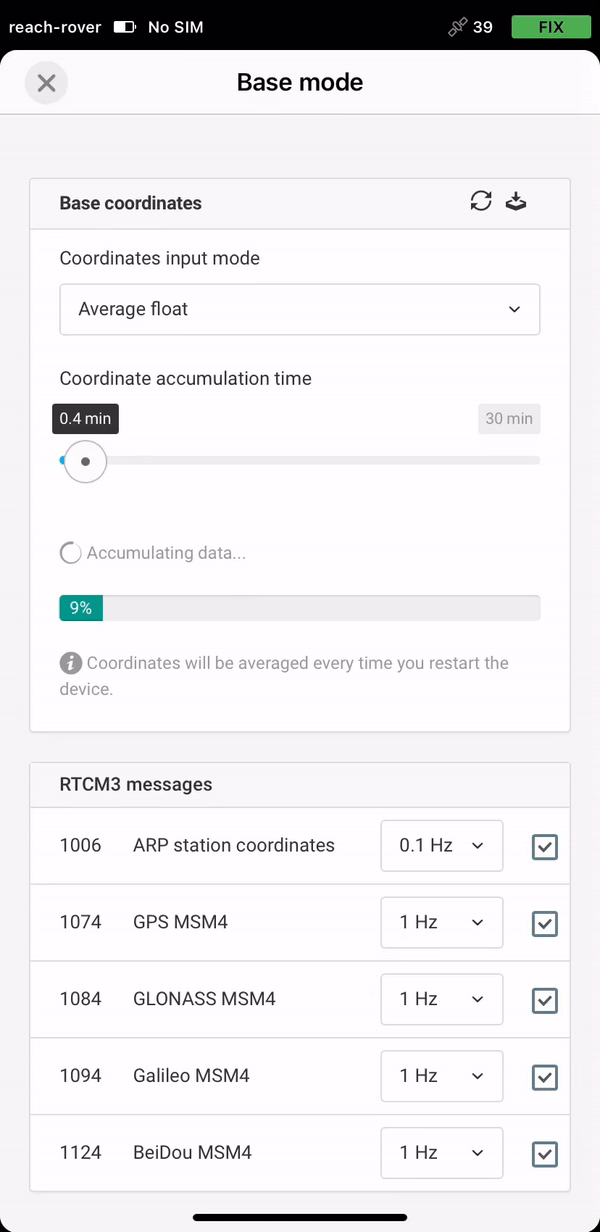 reach-rover No SIM 39 FIX
Base mode
Base coordinates
Coordinates input mode
Average float
Coordinate accumulation time
0.4 min 30 min
Accumulating data...
9%
Coordinates will be averaged every time you restart the
device.
RTCM3 messages
1006 ARP station coordinates 0.1 Hz
1074 GPS MSM4 1 Hz
1084 GLONASS MSM4 1 Hz
1094 Galileo MSM4 1 Hz
1124 BeiDou MSM4 1 Hz